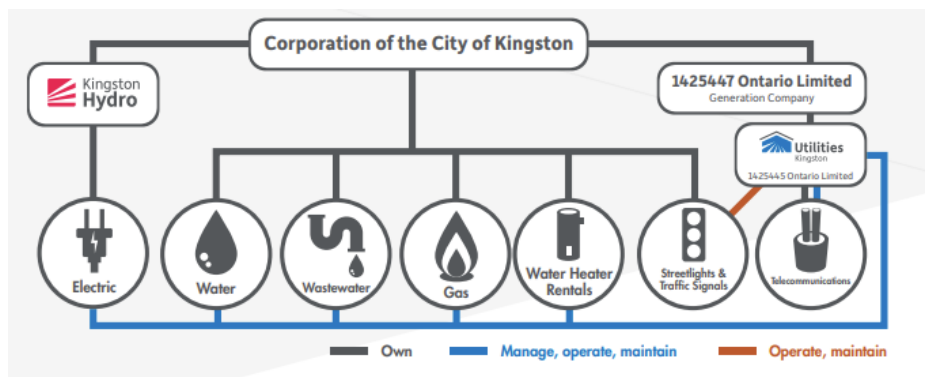 Corporation of the City of Kingston
Kingston
Hydro
1425447 Ontario Limited
Generation Company
Utilities
Kingston
1425445 Ontario Limited
Electric
Water
Wastewater
Gas
Water Heater
Rentals
Streetlights &
Traffic Signals
Telecommunications
Own
Manage, operate, maintain
Operate, maintain